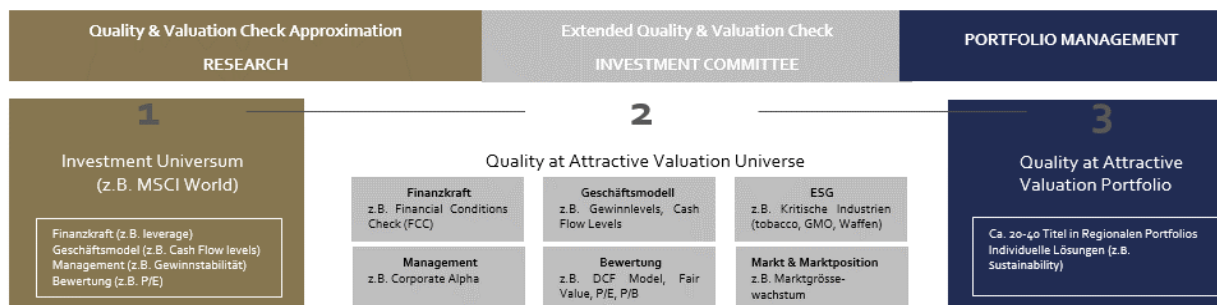 Quality & Valuation Check Approximation
RESEARCH
Extended Quality & Valuation Check
INVESTMENT COMMITTEE
PORTFOLIO MANAGEMENT
1
Investment Universum
(z.B. MSCI World)
Finanzkraft (z.B. leverage)
Geschäftsmodel (z.B. Cash Flow levels)
Management (z.B. Gewinnstabilität)
Bewertung (z.B. P/E)
2
Quality at Attractive Valuation Universe
Finanzkraft
z.B. Financial Conditions
Check (FCC)
Geschäftsmodell
z.B. Gewinnlevels, Cash
Flow Levels
ESG
z.B. Kritische Industrien
(tobacco, GMO, Waffen)
Management
z.B. Corporate Alpha
Bewertung
z.B. DCF Model, Fair
Value, P/E, P/B
Markt & Marktposition
z.B. Marktgrösse-
wachstum
3
Quality at Attractive
Valuation Portfolio
Ca. 20-40 Titel in Regionalen Portfolios
Individuelle Lösungen (z.B.
Sustainability)